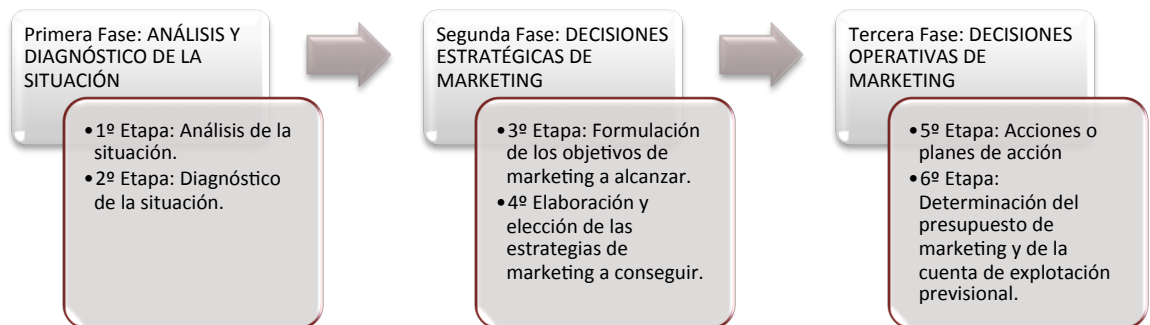 Primera Fase: ANÁLISIS Y
DIAGNÓSTICO DE LA
SITUACIÓN
•1º Etapa: Análisis de la
situación.
•2º Etapa: Diagnóstico
de la situación.
Segunda Fase: DECISIONES
ESTRATÉGICAS DE
MARKETING
•3º Etapa: Formulación
de los objetivos de
marketing a alcanzar.
•4º Elaboración y
elección de las
estrategias de
marketing a conseguir.
Tercera Fase: DECISIONES
OPERATIVAS DE
MARKETING
•5º Etapa: Acciones o
planes de acción
•6º Etapa:
Determinación del
presupuesto de
marketing y de la
cuenta de explotación
previsional.